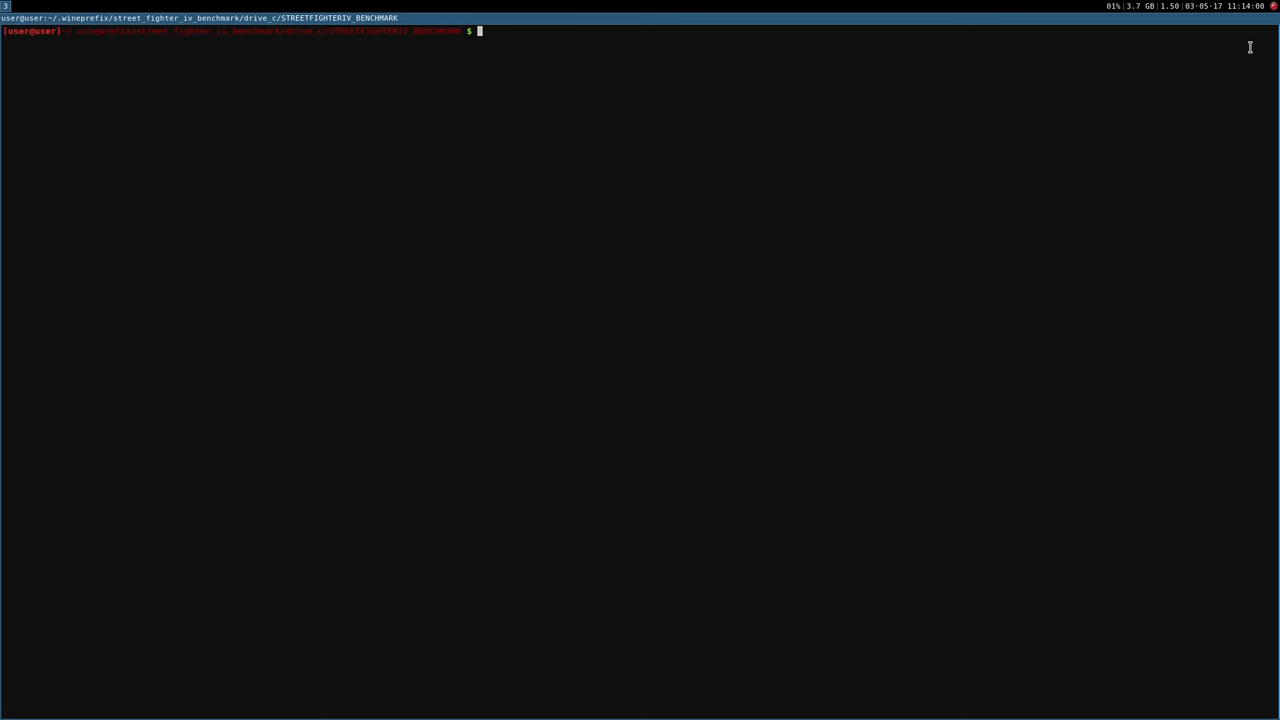 3
01% | 3.7 GB | 1.50 | 03-05-17 11:14:00
user@user:~/.wineprefix/street_fighter_iv_benchmark/drive_c/STREETFIGHTERIV_BENCHMARK
[user@user]~/.wineprefix/street_fighter_iv_benchmark/drive_c/STREETFIGHTERIV_BENCHMARK $